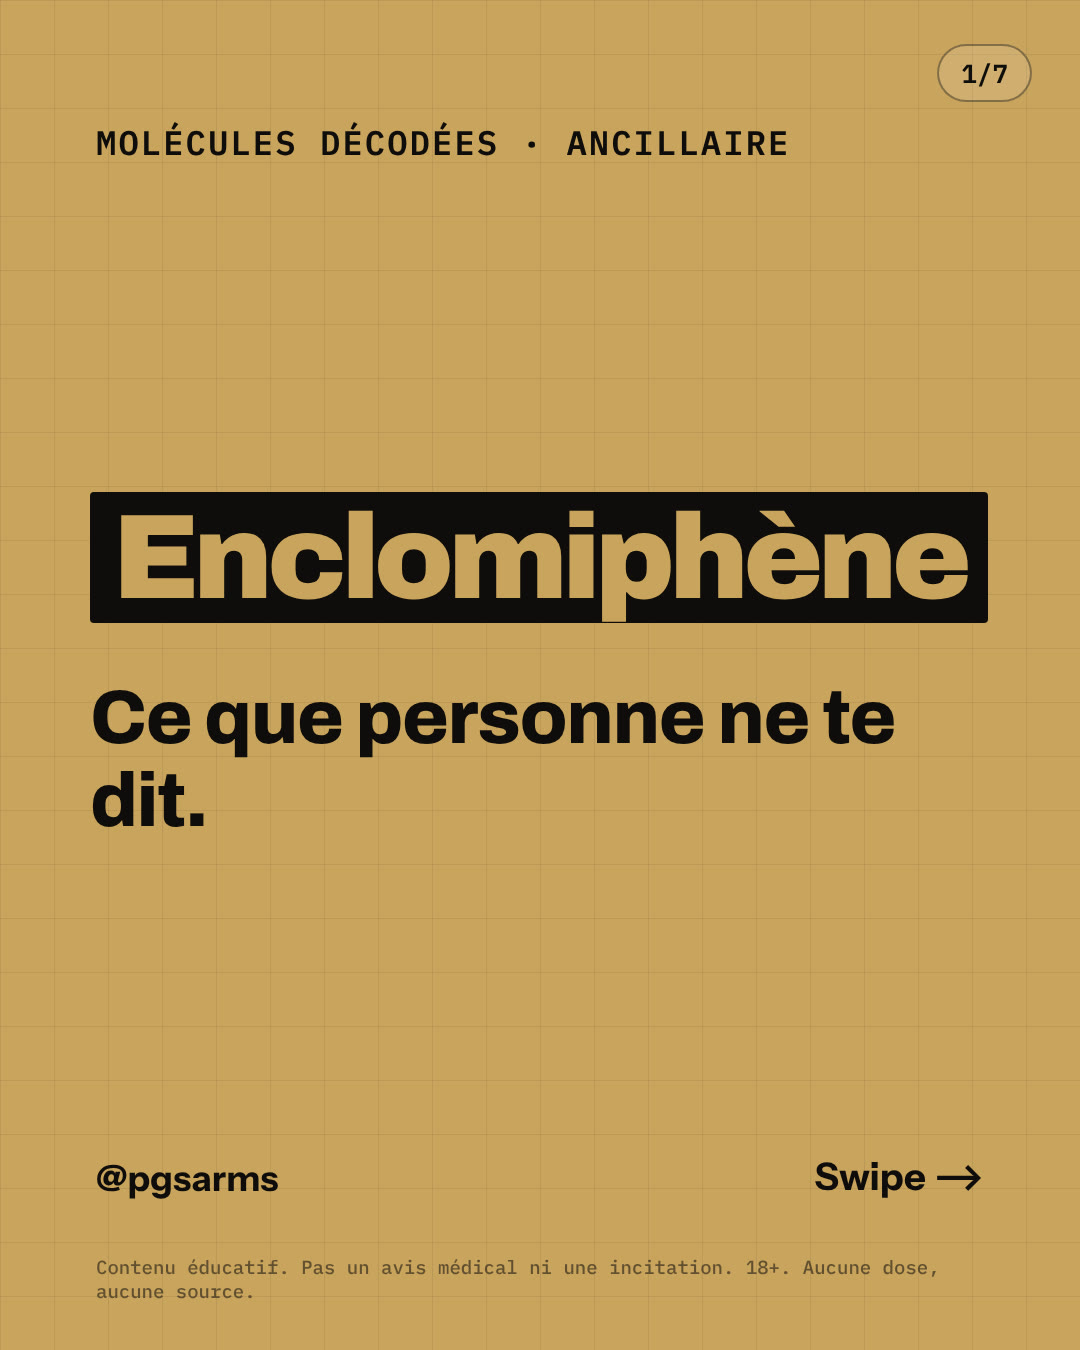 1/7
MOLÉCULES DÉCODÉES · ANCILLAIRE
Enclomiphène
Ce que personne ne te
dit.
@pgsarms
Swipe →
Contenu éducatif. Pas un avis médical ni une incitation. 18+. Aucune dose,
aucune source.